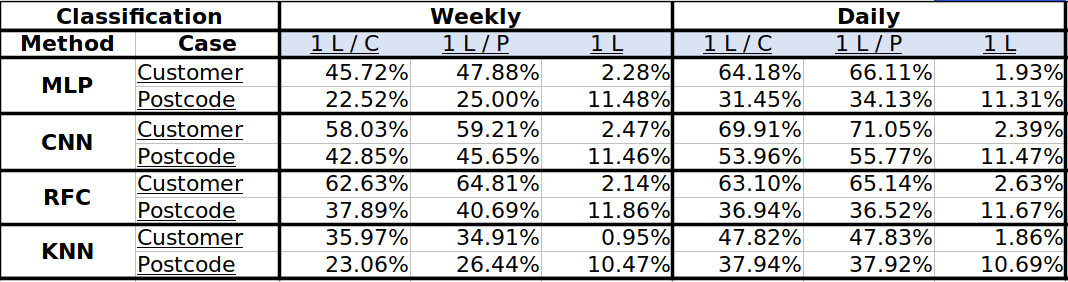 Classification Weekly Daily
Method Case 1 L / C 1 L / P 1 L 1 L / C 1 L / P 1 L
MLP Customer 45.72% 47.88% 2.28% 64.18% 66.11% 1.93%
Postcode 22.52% 25.00% 11.48% 31.45% 34.13% 11.31%
CNN Customer 58.03% 59.21% 2.47% 69.91% 71.05% 2.39%
Postcode 42.85% 45.65% 11.46% 53.96% 55.77% 11.47%
RFC Customer 62.63% 64.81% 2.14% 63.10% 65.14% 2.63%
Postcode 37.89% 40.69% 11.86% 36.94% 36.52% 11.67%
KNN Customer 35.97% 34.91% 0.95% 47.82% 47.83% 1.86%
Postcode 23.06% 26.44% 10.47% 37.94% 37.92% 10.69%